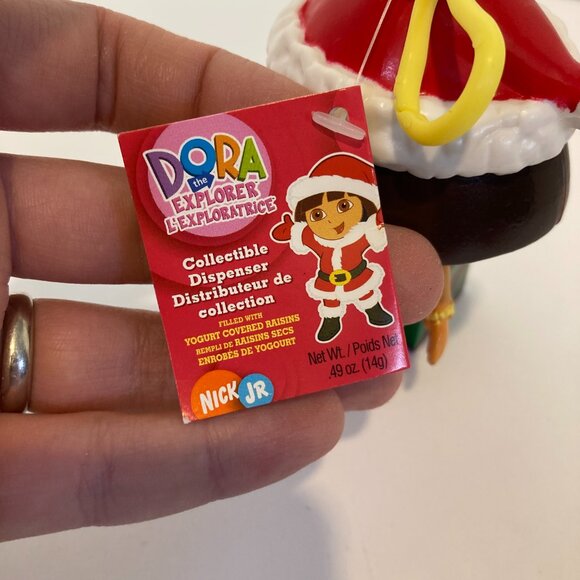 DORA
the
EXPLORER
L'EXPLORATRICE
Collectible
Dispenser
Distributeur de
collection
FILLED WITH
YOGURT COVERED RAISINS
REMPLI DE RAISINS SECS
ENROBÉS DE YOGOURT
Net Wt. / Poids Net
.49 oz. (14g)
NICK JR